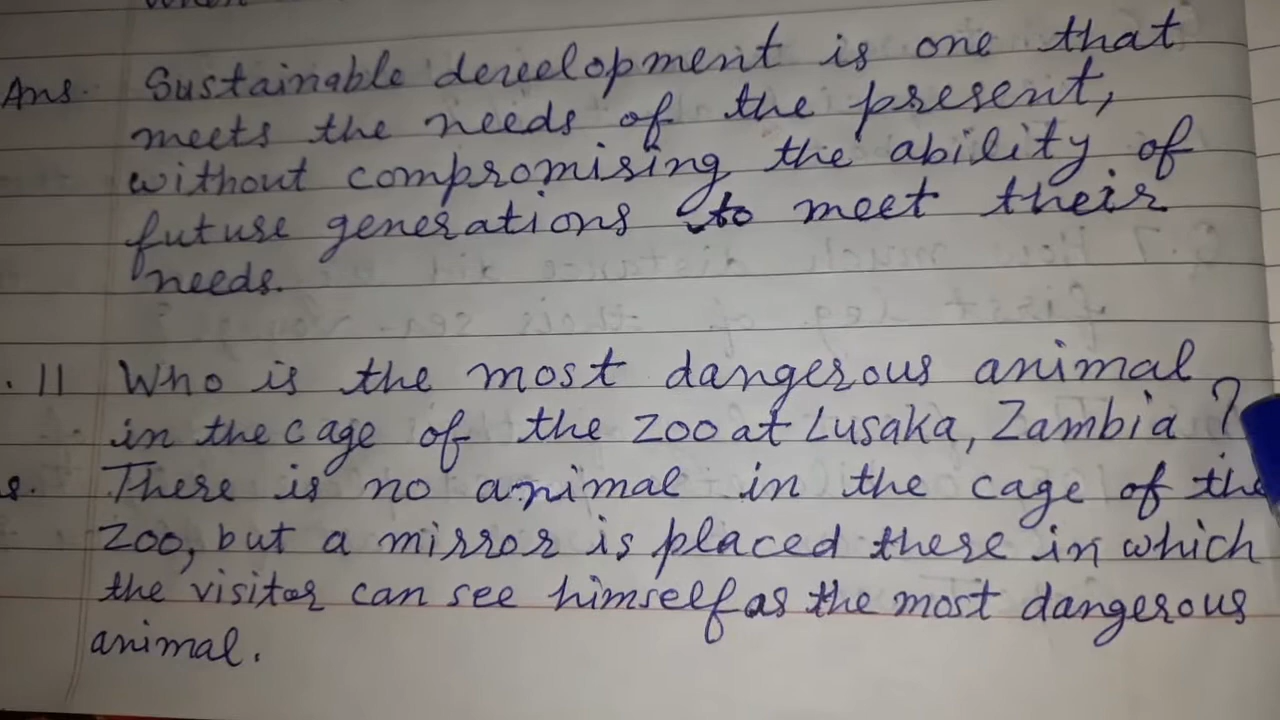 Ans. Sustainable development is one that
meets the needs of the present,
without compromising the ability of
future generations to meet their
needs.
. 11 Who is the most dangerous animal
in the cage of the zoo at Lusaka, Zambia ?
s. There is no animal in the cage of the
zoo, but a mirror is placed there in which
the visitor can see himself as the most dangerous
animal.